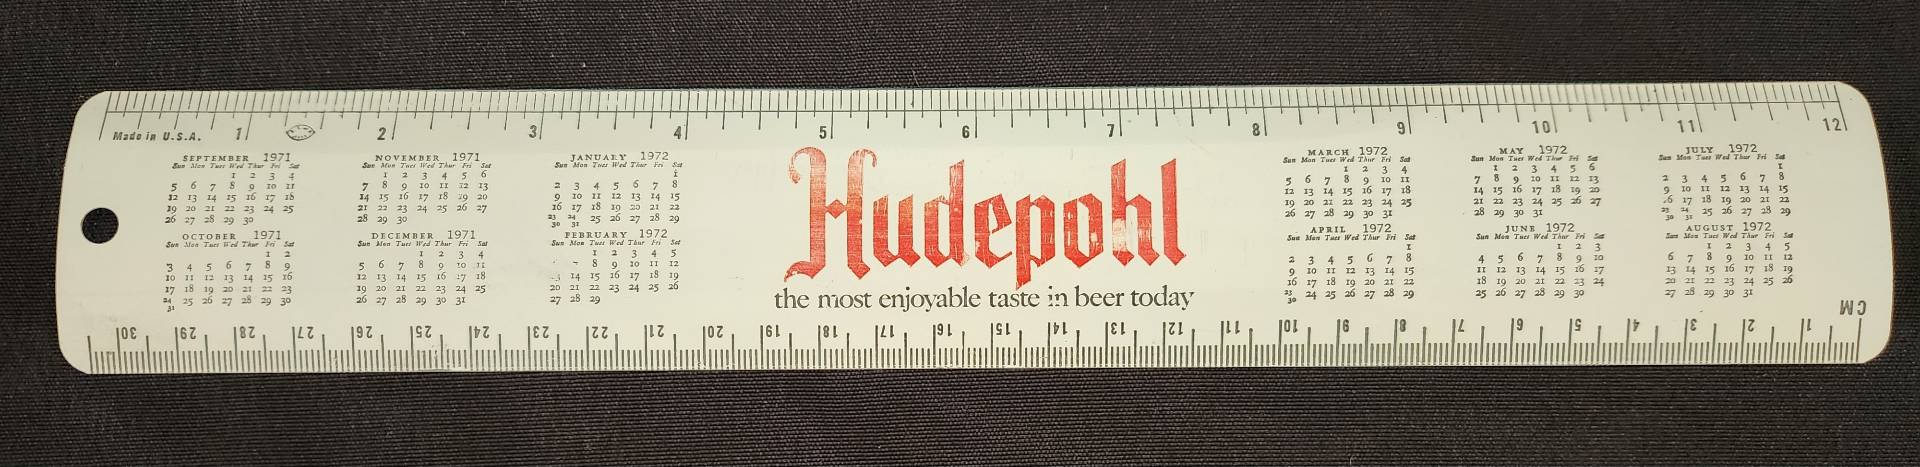 Made in U.S.A. 1 2 3 4 5 6 7 8 9 10 11 12
SEPTEMBER 1971
Sun Mon Tues Wed Thur Fri Sat
1 2 3 4
5 6 7 8 9 10 11
12 13 14 15 16 17 18
19 20 21 22 23 24 25
26 27 28 29 30
OCTOBER 1971
Sun Mon Tues Wed Thur Fri Sat
1 2
3 4 5 6 7 8 9
10 11 12 13 14 15 16
17 18 19 20 21 22 23
24 25 26 27 28 29 30
31
NOVEMBER 1971
Sun Mon Tues Wed Thur Fri Sat
1 2 3 4 5 6
7 8 9 10 11 12 13
14 15 16 17 18 19 20
21 22 23 24 25 26 27
28 29 30
DECEMBER 1971
Sun Mon Tues Wed Thur Fri Sat
1 2 3 4
5 6 7 8 9 10 11
12 13 14 15 16 17 18
19 20 21 22 23 24 25
26 27 28 29 30 31
JANUARY 1972
Sun Mon Tues Wed Thur Fri Sat
1
2 3 4 5 6 7 8
9 10 11 12 13 14 15
16 17 18 19 20 21 22
23 24 25 26 27 28 29
30 31
FEBRUARY 1972
Sun Mon Tues Wed Thur Fri Sat
1 2 3 4 5
8 9 10 11 12
14 15 16 17 18 19
20 21 22 23 24 25 26
27 28 29
Hudepohl
the most enjoyable taste in beer today
MARCH 1972
Sun Mon Tues Wed Thur Fri Sat
1 2 3 4
5 6 7 8 9 10 11
12 13 14 15 16 17 18
19 20 21 22 23 24 25
26 27 28 29 30 31
APRIL 1972
Sun Mon Tues Wed Thur Fri Sat
1
2 3 4 5 6 7 8
9 10 11 12 13 14 15
16 17 18 19 20 21 22
23 24 25 26 27 28 29
30
MAY 1972
Sun Mon Tues Wed Thur Fri Sat
1 2 3 4 5 6
7 8 9 10 11 12 13
14 15 16 17 18 19 20
21 22 23 24 25 26 27
28 29 30 31
JUNE 1972
Sun Mon Tues Wed Thur Fri Sat
1 2 3
4 5 6 7 8 9 10
11 12 13 14 15 16 17
18 19 20 21 22 23 24
25 26 27 28 29 30
JULY 1972
Sun Mon Tues Wed Thur Fri Sat
1
2 3 4 5 6 7 8
9 10 11 12 13 14 15
16 17 18 19 20 21 22
23 24 25 26 27 28 29
30 31
AUGUST 1972
Sun Mon Tues Wed Thur Fri Sat
1 2 3 4 5
6 7 8 9 10 11 12
13 14 15 16 17 18 19
20 21 22 23 24 25 26
27 28 29 30 31
CM
30 29 28 27 26 25 24 23 22 21 20 19 18 17 16 15 14 13 12 11 10 9 8 7 6 5 4 3 2 1